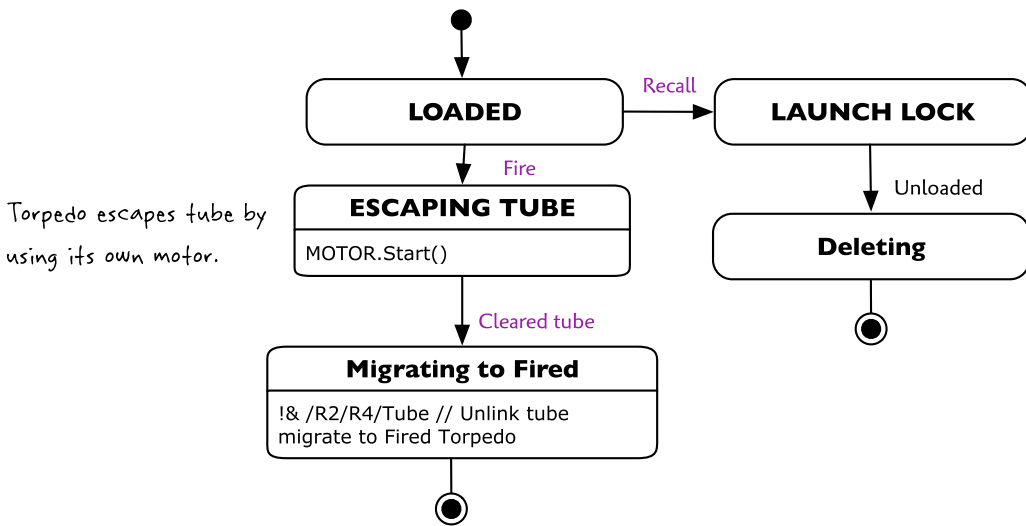 Recall
LOADED
LAUNCH LOCK
Fire
Unloaded
Torpedo escapes tube by
using its own motor.
ESCAPING TUBE
MOTOR.Start()
Deleting
Cleared tube
Migrating to Fired
!& /R2/R4/Tube // Unlink tube
migrate to Fired Torpedo